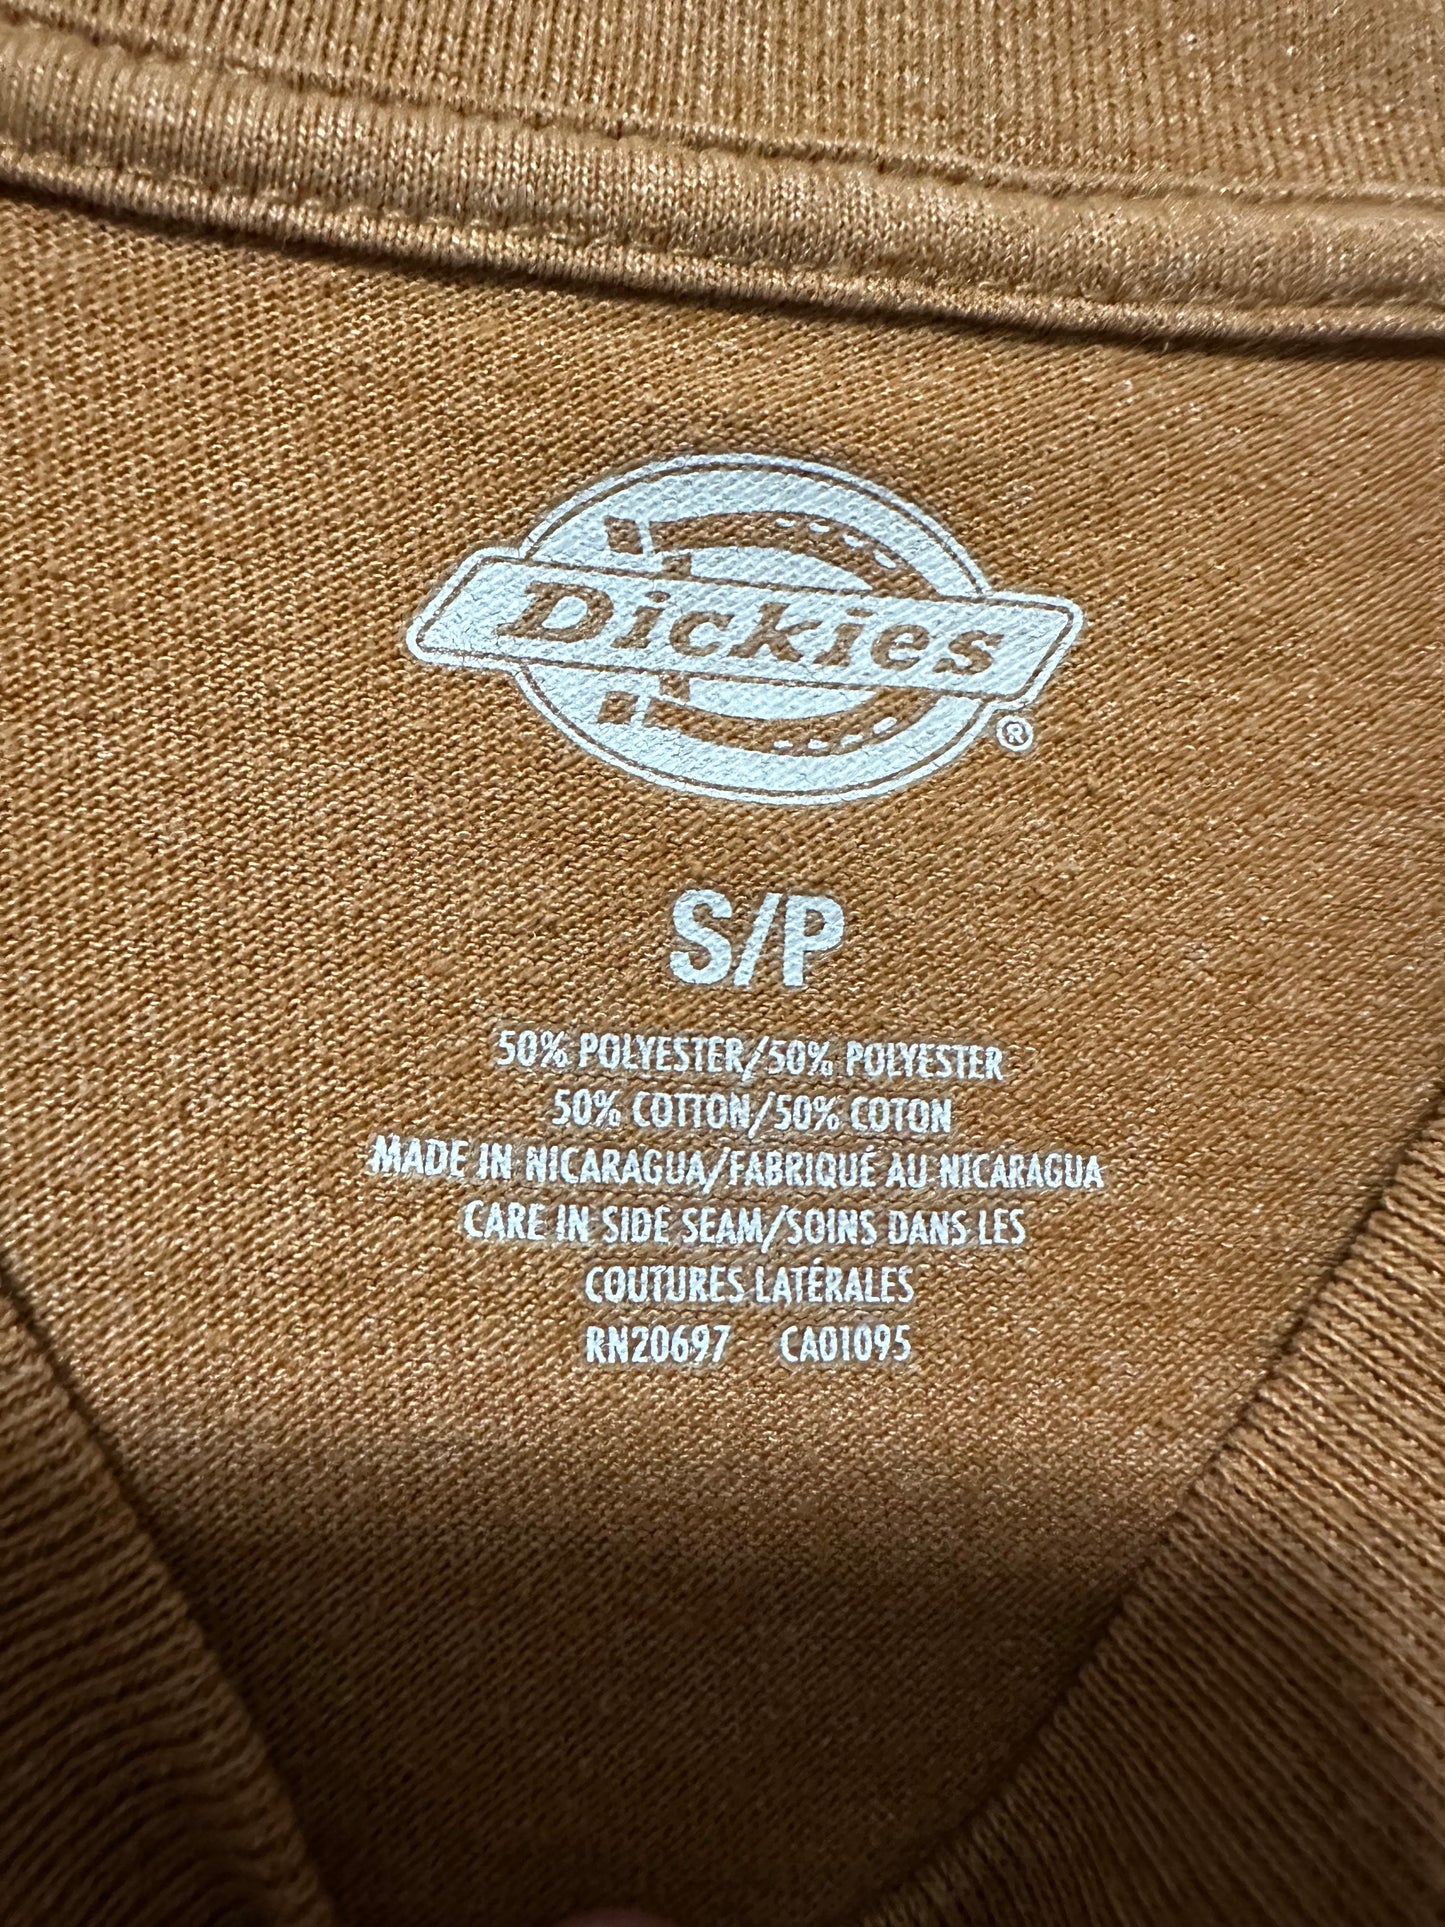 Dickies
®
S/P
50% POLYESTER/50% POLYESTER
50% COTTON/50% COTON
MADE IN NICARAGUA/FABRIQUÉ AU NICARAGUA
CARE IN SIDE SEAM/SOINS DANS LES
COUTURES LATÉRALES
RN20697 CA01095